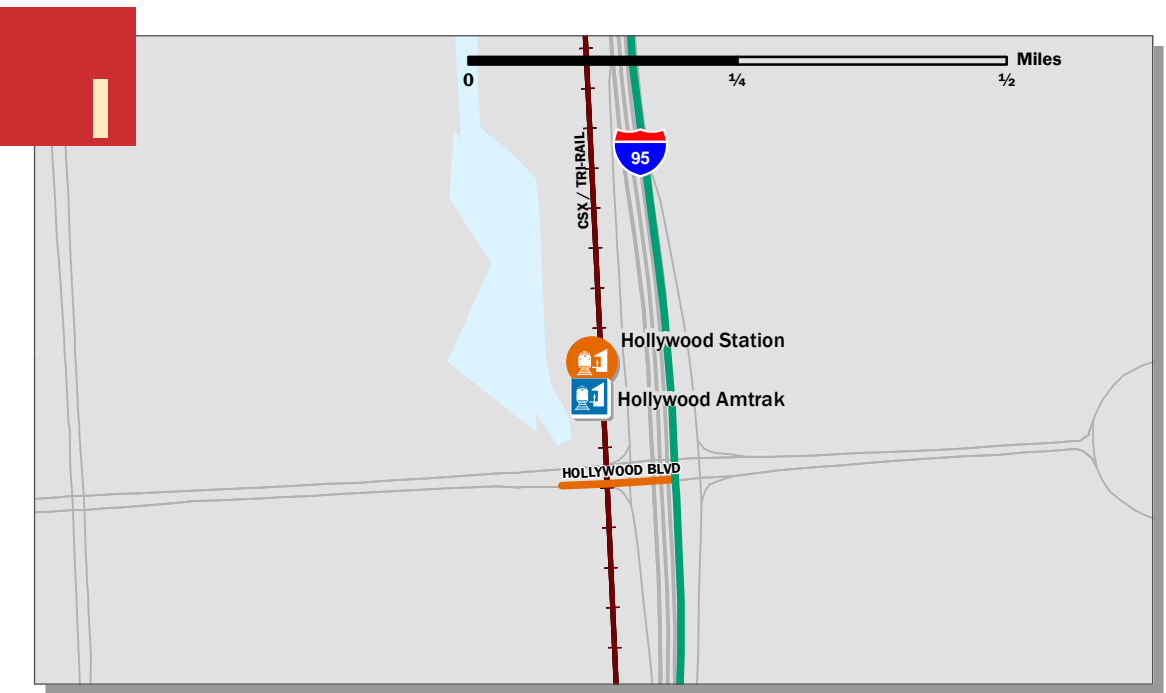 Miles
0 ¼ ½
CSX / TRI-RAIL
95
Hollywood Station
Hollywood Amtrak
HOLLYWOOD BLVD